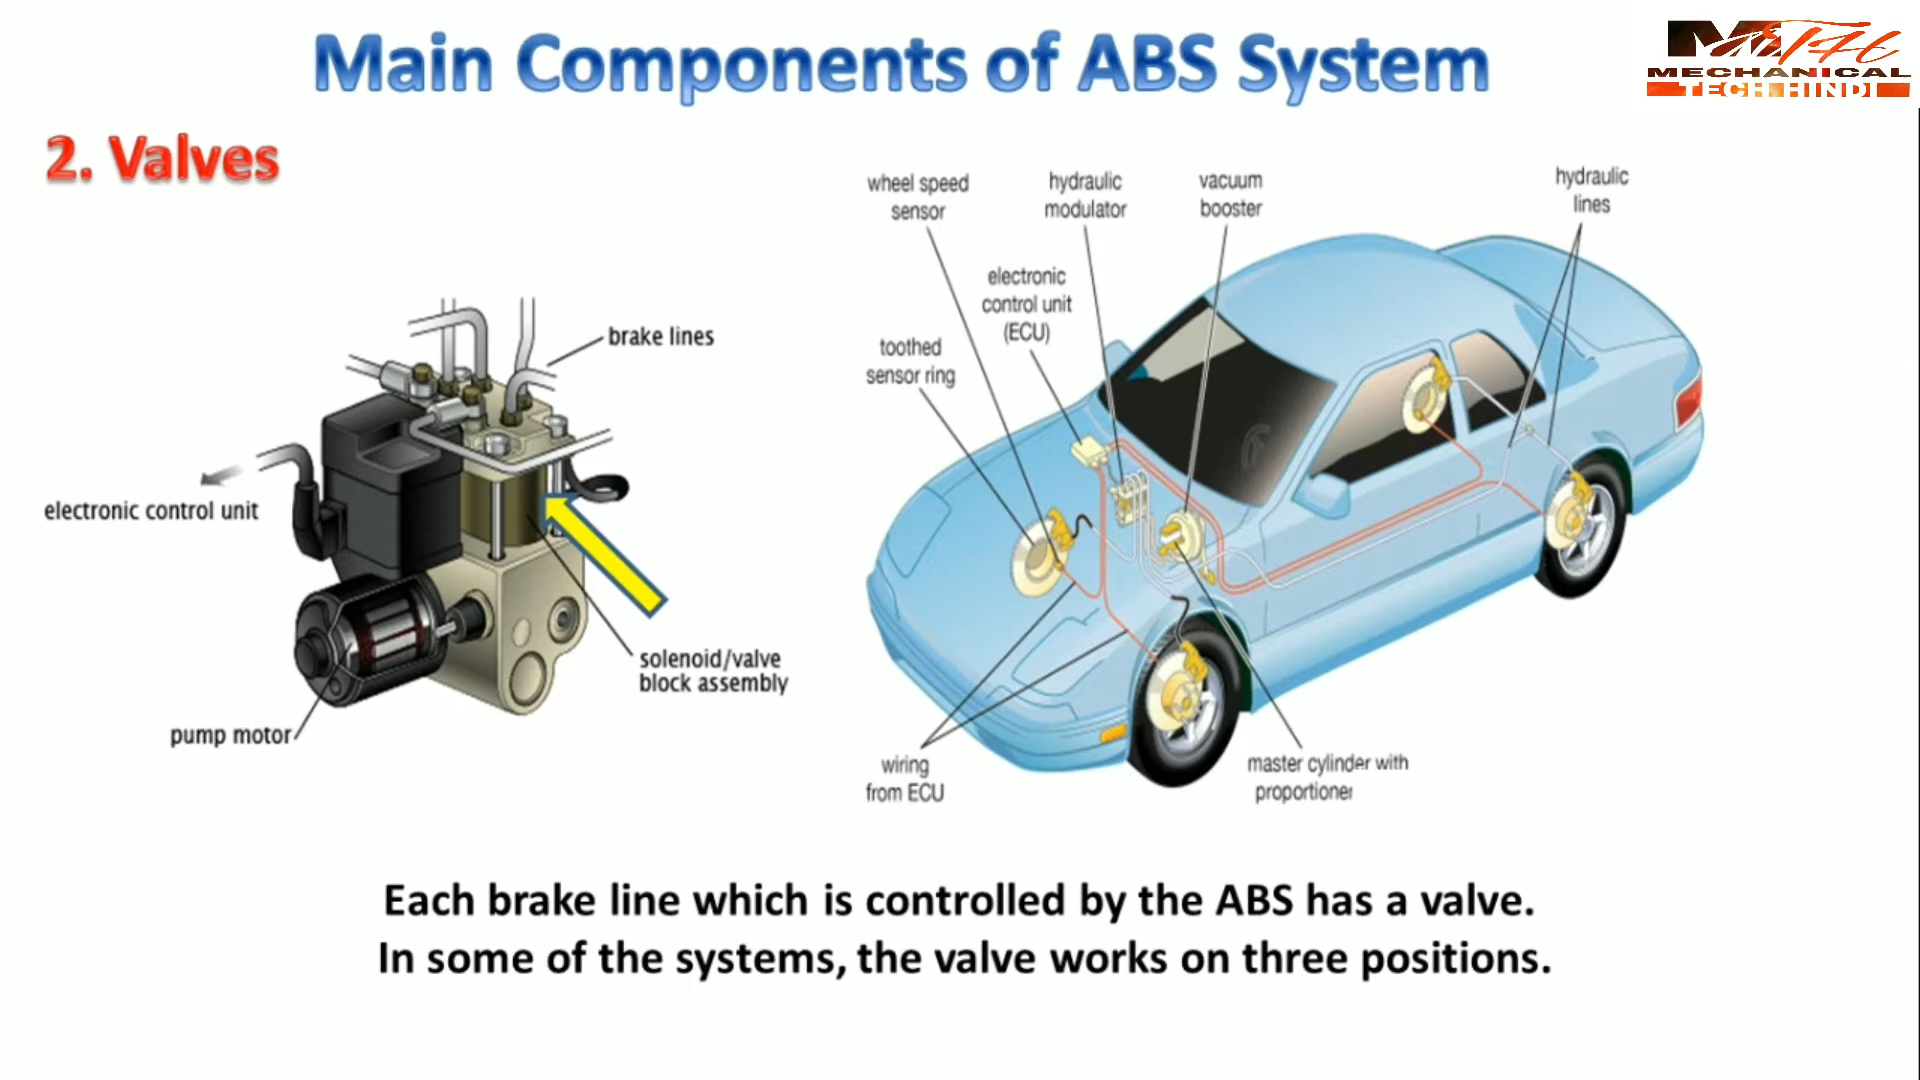 Main Components of ABS System
MECHANICAL
TECH HINDI
2. Valves
wheel speed
sensor
hydraulic
modulator
vacuum
booster
hydraulic
lines
electronic
control unit
(ECU)
toothed
sensor ring
brake lines
electronic control unit
solenoid/valve
block assembly
pump motor
wiring
from ECU
master cylinder with
proportioner
Each brake line which is controlled by the ABS has a valve.
In some of the systems, the valve works on three positions.